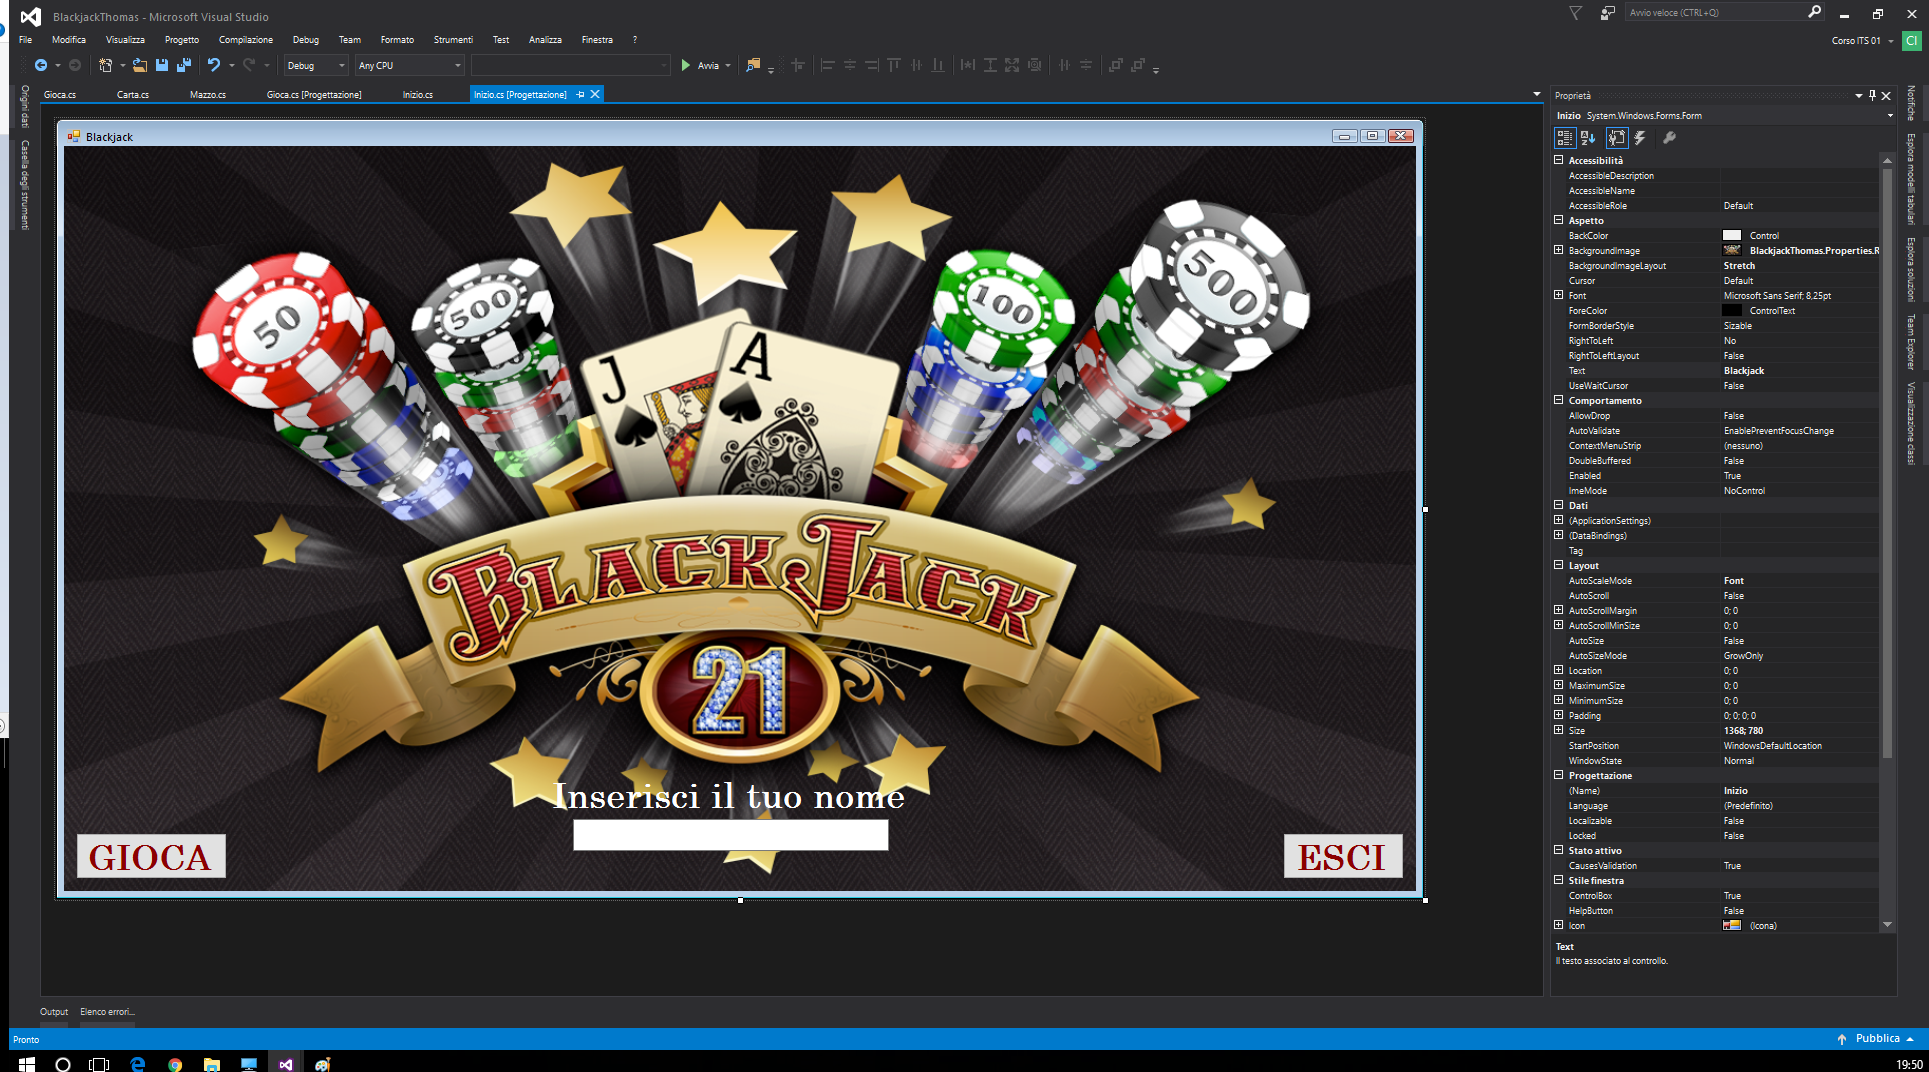 BlackjackThomas - Microsoft Visual Studio
Avvio veloce (CTRL+Q)
File Modifica Visualizza Progetto Compilazione Debug Team Formato Strumenti Test Analizza Finestra ?
Corso ITS 01 CI
Debug Any CPU Avvia
Gioca.cs Carta.cs Mazzo.cs Gioca.cs [Progettazione] Inizio.cs Inizio.cs [Progettazione]
Origini dati
Casella degli strumenti
Blackjack
50
500
100
500
J
A
BLACKJACK
21
Inserisci il tuo nome
GIOCA
ESCI
Proprietà
Inizio System.Windows.Forms.Form
Accessibilità
AccessibleDescription
AccessibleName
AccessibleRole Default
Aspetto
BackColor Control
BackgroundImage BlackjackThomas.Properties.R
BackgroundImageLayout Stretch
Cursor Default
Font Microsoft Sans Serif; 8,25pt
ForeColor ControlText
FormBorderStyle Sizable
RightToLeft No
RightToLeftLayout False
Text Blackjack
UseWaitCursor False
Comportamento
AllowDrop False
AutoValidate EnablePreventFocusChange
ContextMenuStrip (nessuno)
DoubleBuffered False
Enabled True
ImeMode NoControl
Dati
(ApplicationSettings)
(DataBindings)
Tag
Layout
AutoScaleMode Font
AutoScroll False
AutoScrollMargin 0; 0
AutoScrollMinSize 0; 0
AutoSize False
AutoSizeMode GrowOnly
Location 0; 0
MaximumSize 0; 0
MinimumSize 0; 0
Padding 0; 0; 0; 0
Size 1368; 780
StartPosition WindowsDefaultLocation
WindowState Normal
Progettazione
(Name) Inizio
Language (Predefinito)
Localizable False
Locked False
Stato attivo
CausesValidation True
Stile finestra
ControlBox True
HelpButton False
Icon (Icona)
Text
Il testo associato al controllo.
Notifiche
Esplora modelli tabulari
Esplora soluzioni
Team Explorer
Visualizzazione classi
Output Elenco errori...
Pronto
Pubblica
19:50